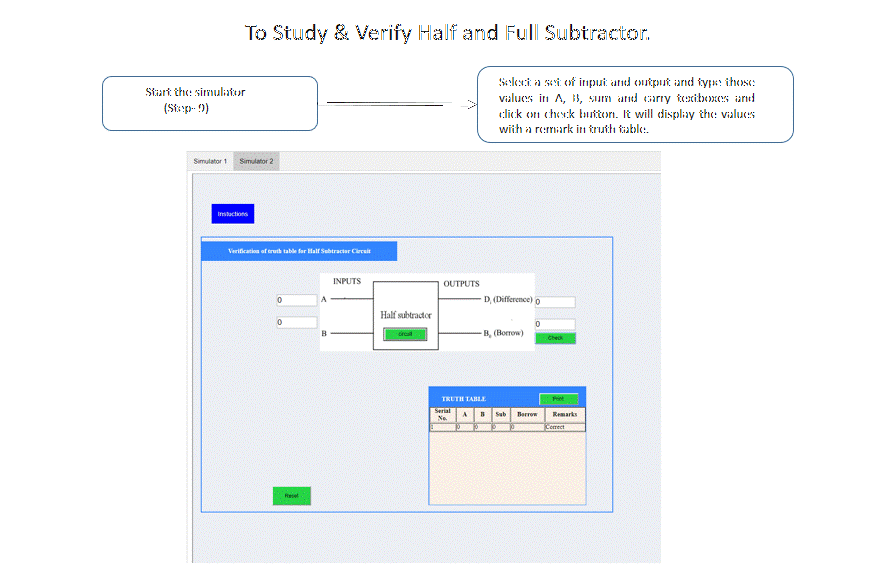 To Study & Verify Half and Full Subtractor.
Start the simulator
(Step- 9)
Select a set of input and output and type those
values in A, B, sum and carry textboxes and
click on check button. It will display the values
with a remark in truth table.
Simulator 1 Simulator 2
Instuctions
Verification of truth table for Half Subtractor Circuit
INPUTS OUTPUTS
0 A D, (Difference) 0
Half subtractor
0 0
circuit
B B0 (Borrow)
Check
TRUTH TABLE Print
Serial No. A B Sub Borrow Remarks
1 0 0 0 0 Correct
Reset